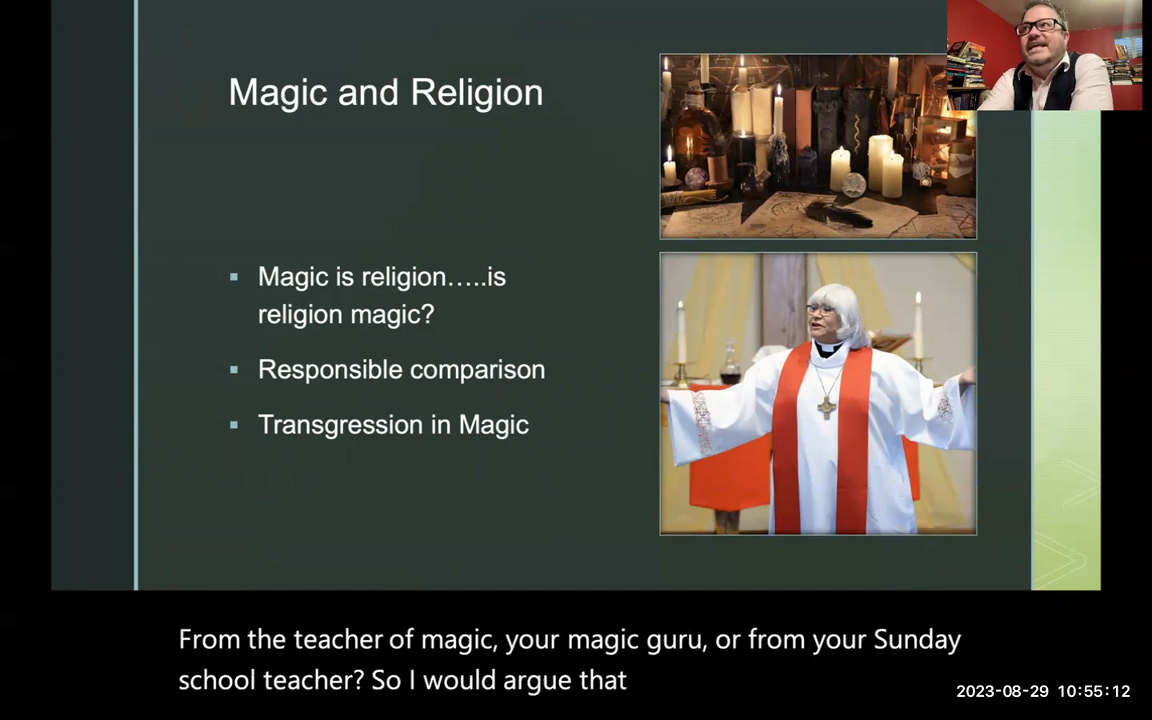 Magic and Religion
▪ Magic is religion…..is
religion magic?
▪ Responsible comparison
▪ Transgression in Magic
From the teacher of magic, your magic guru, or from your Sunday
school teacher? So I would argue that
2023-08-29 10:55:12